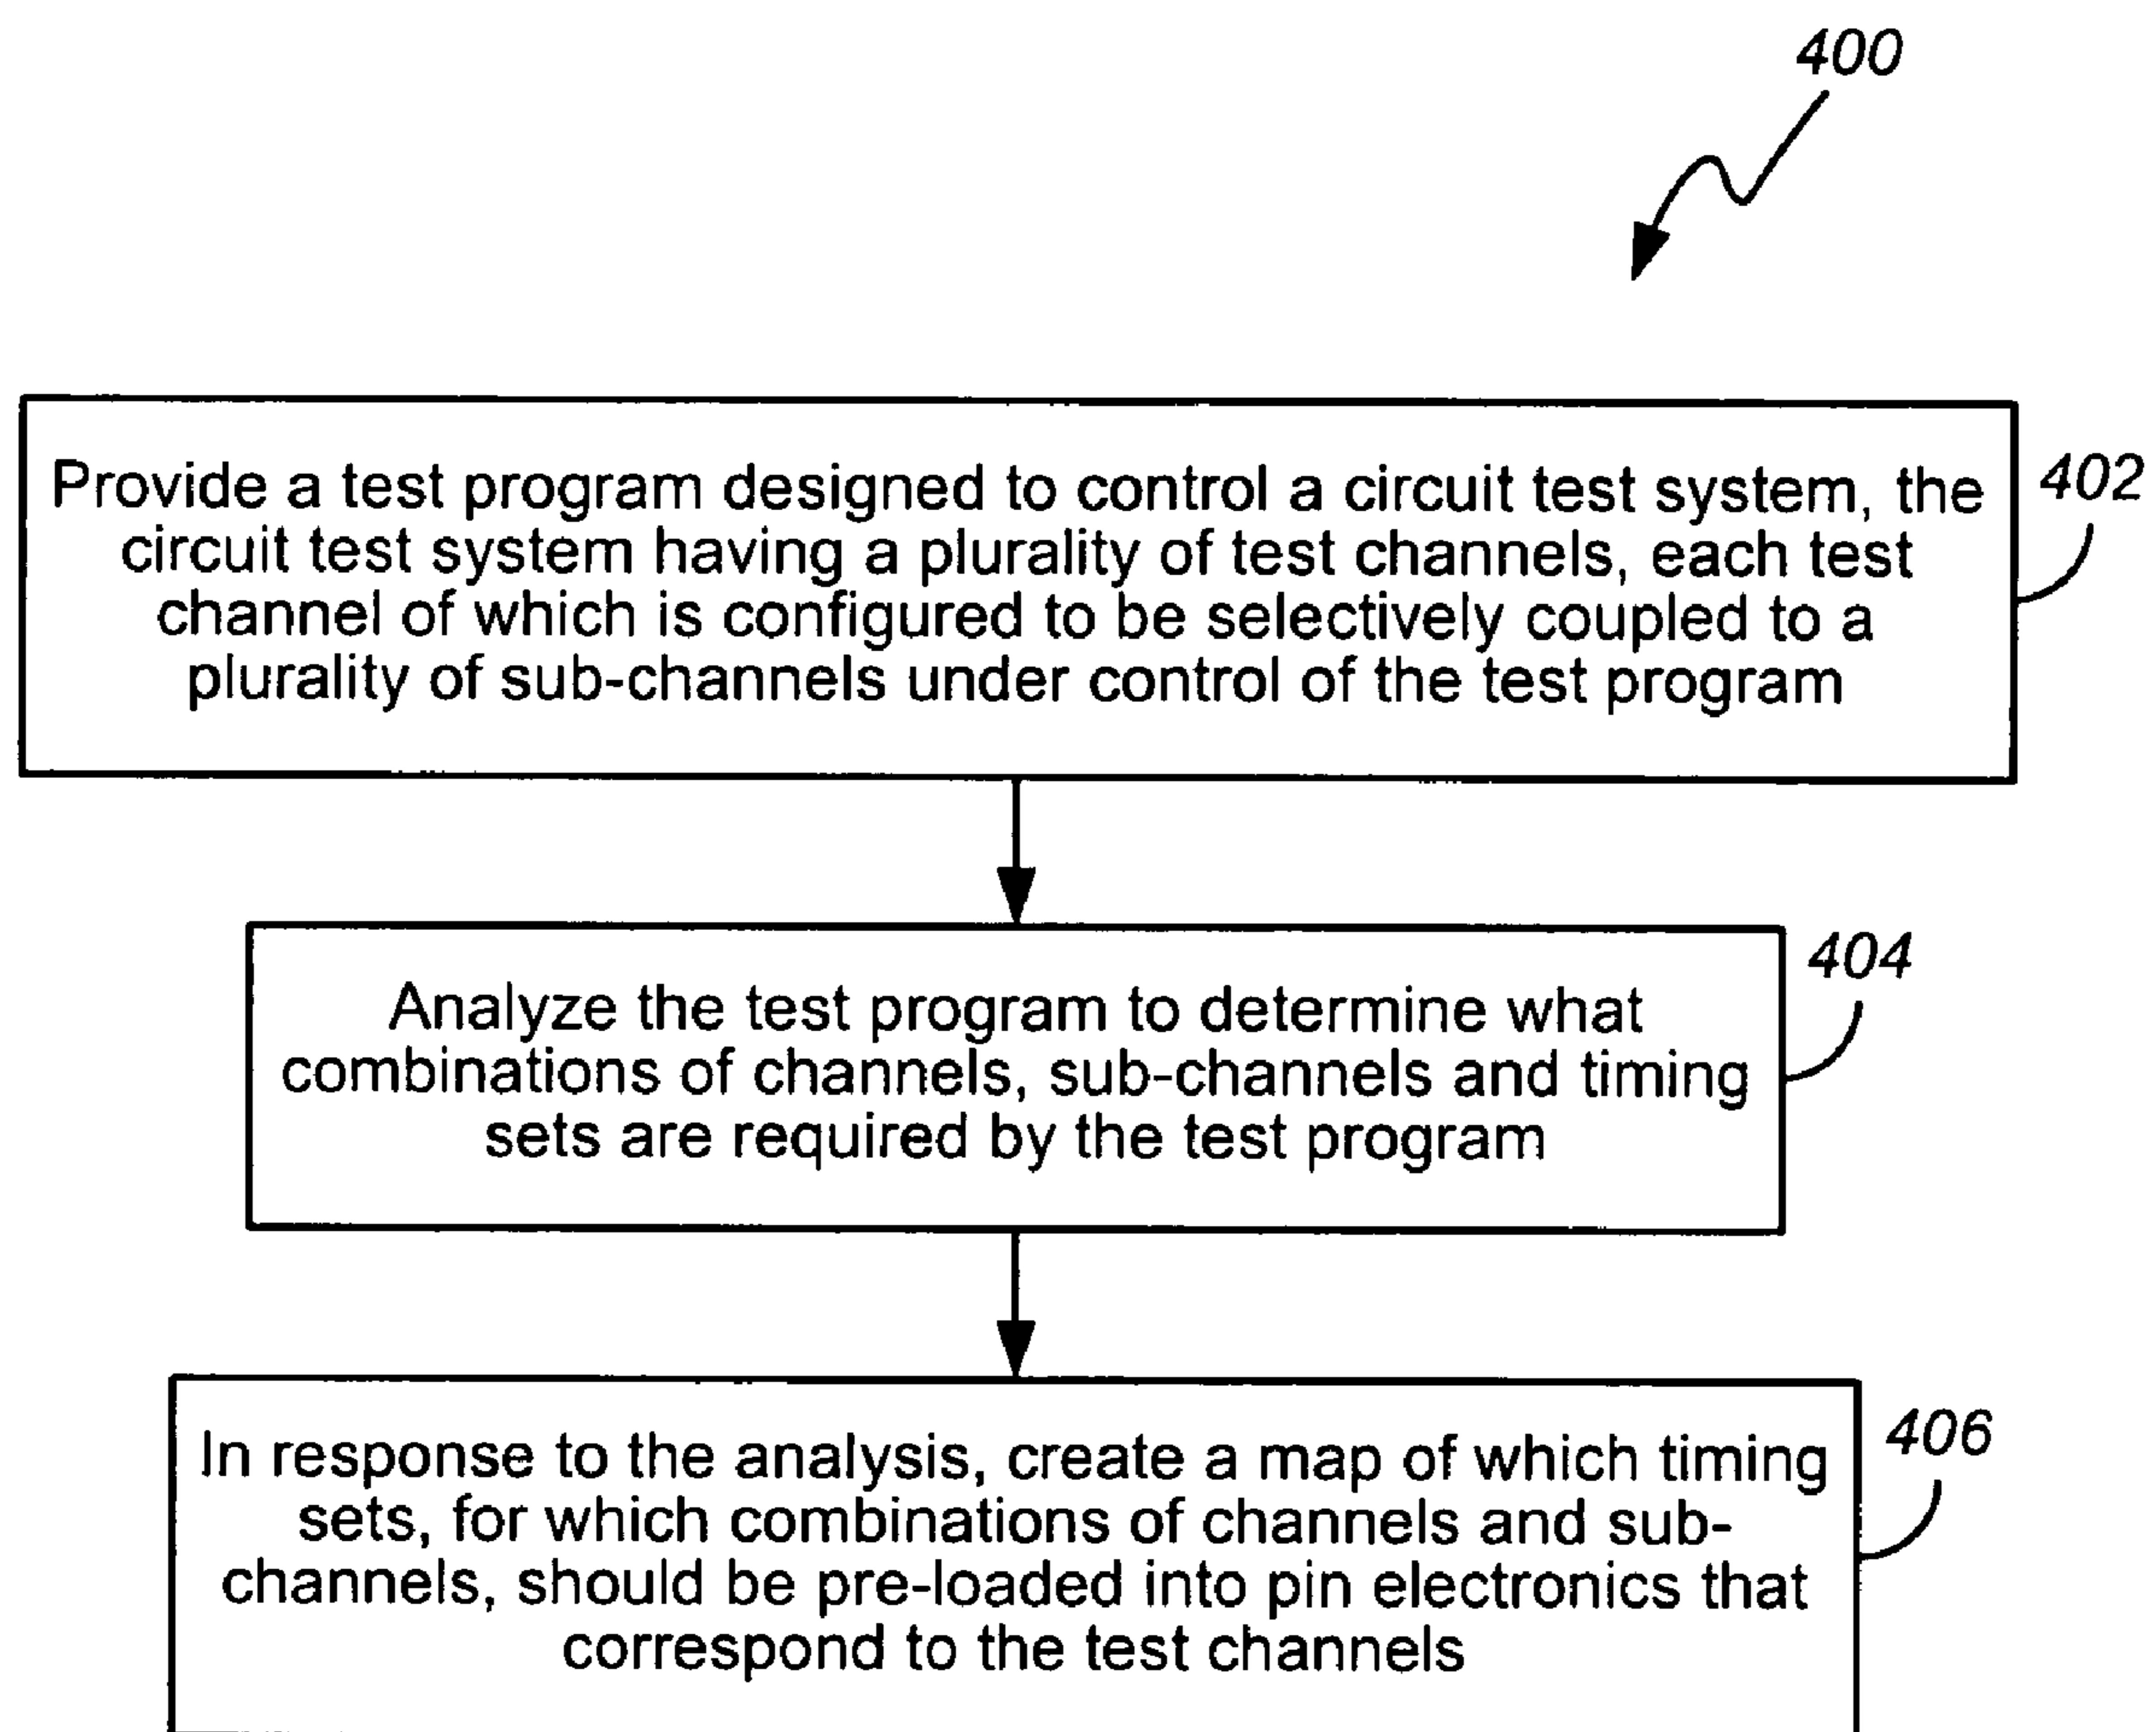 400
Provide a test program designed to control a circuit test system, the
circuit test system having a plurality of test channels, each test
channel of which is configured to be selectively coupled to a
plurality of sub-channels under control of the test program
402
Analyze the test program to determine what
combinations of channels, sub-channels and timing
sets are required by the test program
404
In response to the analysis, create a map of which timing
sets, for which combinations of channels and sub-
channels, should be pre-loaded into pin electronics that
correspond to the test channels
406